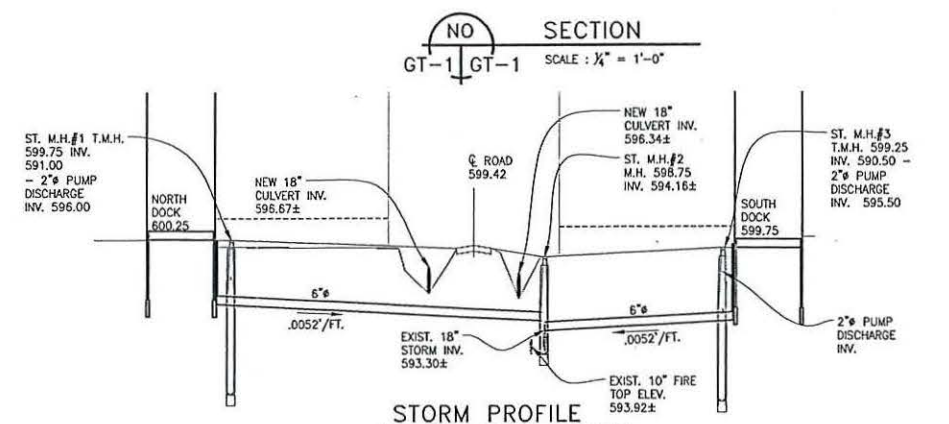 NO
SECTION
GT-1 GT-1
SCALE : ¼" = 1'-0"
ST. M.H.#1 T.M.H.
599.75 INV.
591.00
- 2"ø PUMP
DISCHARGE
INV. 596.00
NORTH
DOCK
600.25
NEW 18"
CULVERT INV.
596.67±
℄ ROAD
599.42
NEW 18"
CULVERT INV.
596.34±
ST. M.H.#2
M.H. 598.75
INV. 594.16±
SOUTH
DOCK
599.75
ST. M.H.#3
T.M.H. 599.25
INV. 590.50 -
2"ø PUMP
DISCHARGE
INV. 595.50
6"ø
.0052'/FT.
6"ø
.0052'/FT.
EXIST. 18"
STORM INV.
593.30±
EXIST. 10" FIRE
TOP ELEV.
593.92±
2"ø PUMP
DISCHARGE
INV.
STORM PROFILE